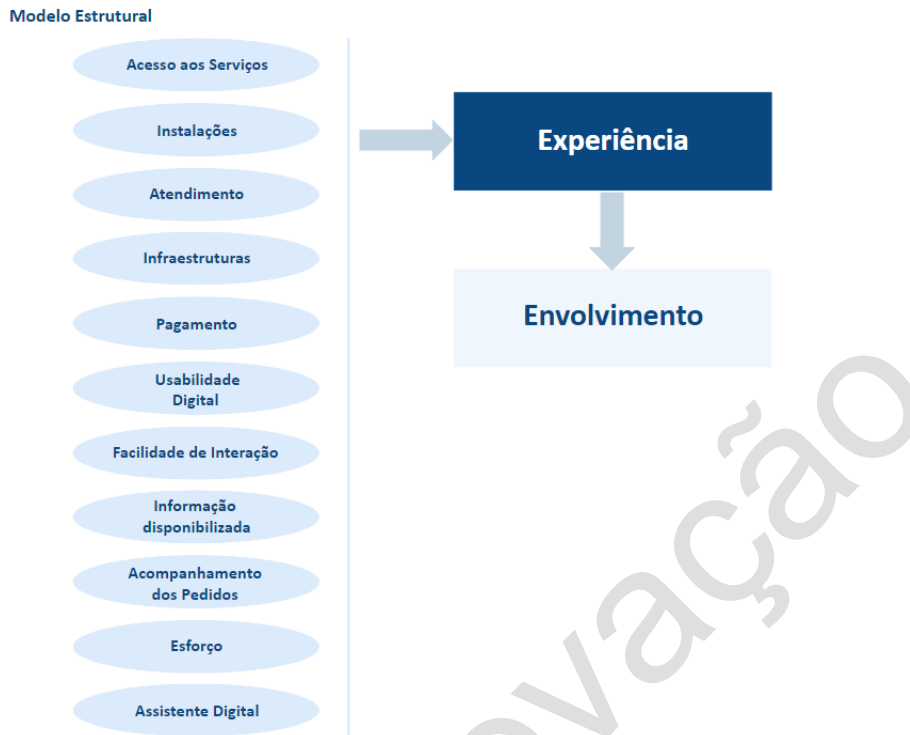 Modelo Estrutural
Acesso aos Serviços
Instalações
Atendimento
Infraestruturas
Pagamento
Usabilidade
Digital
Facilidade de Interação
Informação
disponibilizada
Acompanhamento
dos Pedidos
Esforço
Assistente Digital
Experiência
Envolvimento
ovação